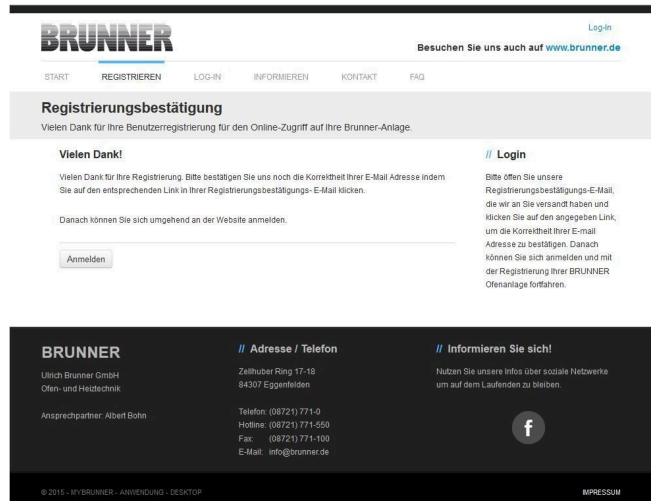 Log-in
BRUNNER
Besuchen Sie uns auch auf www.brunner.de
START REGISTRIEREN LOG-IN INFORMIEREN KONTAKT FAQ
Registrierungsbestätigung
Vielen Dank für Ihre Benutzerregistrierung für den Online-Zugriff auf Ihre Brunner-Anlage.
Vielen Dank!
Vielen Dank für Ihre Registrierung. Bitte bestätigen Sie uns noch die Korrektheit Ihrer E-Mail Adresse indem
Sie auf den entsprechenden Link in Ihrer Registrierungsbestätigungs- E-Mail klicken.
Danach können Sie sich umgehend an der Website anmelden.
Anmelden
// Login
Bitte öffen Sie unsere
Registrierungsbestätigungs-E-Mail,
die wir an Sie versandt haben und
klicken Sie auf den angegeben Link,
um die Korrektheit Ihrer E-mail
Adresse zu bestätigen. Danach
können Sie sich anmelden und mit
der Registrierung Ihrer BRUNNER
Ofenanlage fortfahren.
BRUNNER
Ulrich Brunner GmbH
Ofen- und Heiztechnik
Ansprechpartner: Albert Bohn
// Adresse / Telefon
Zellhuber Ring 17-18
84307 Eggenfelden
Telefon: (08721) 771-0
Hotline: (08721) 771-550
Fax: (08721) 771-100
E-Mail: info@brunner.de
// Informieren Sie sich!
Nutzen Sie unsere Infos über soziale Netzwerke
um auf dem Laufenden zu bleiben.
f
© 2015 - MYBRUNNER - ANWENDUNG - DESKTOP
IMPRESSUM